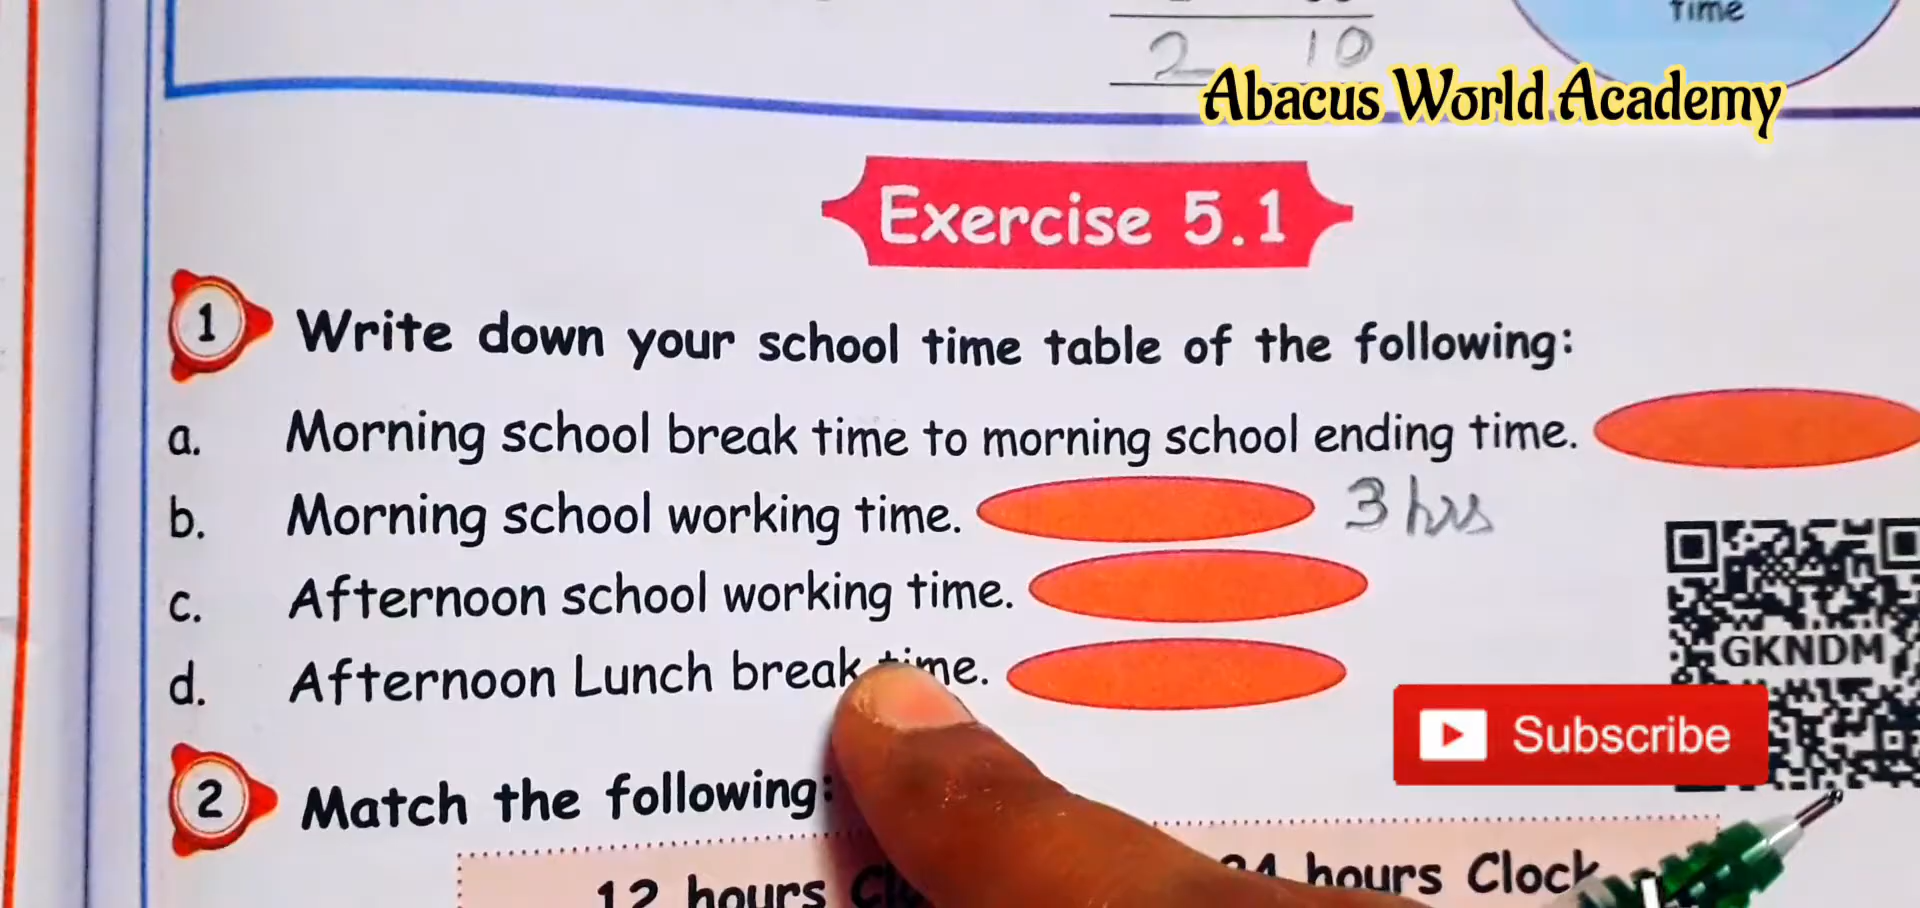 time
2 10
Abacus World Academy
Exercise 5.1
1 Write down your school time table of the following:
a. Morning school break time to morning school ending time.
b. Morning school working time. 3 hrs
c. Afternoon school working time.
d. Afternoon Lunch break time.
GKNDM
Subscribe
2 Match the following:
12 hours 24 hours Clock